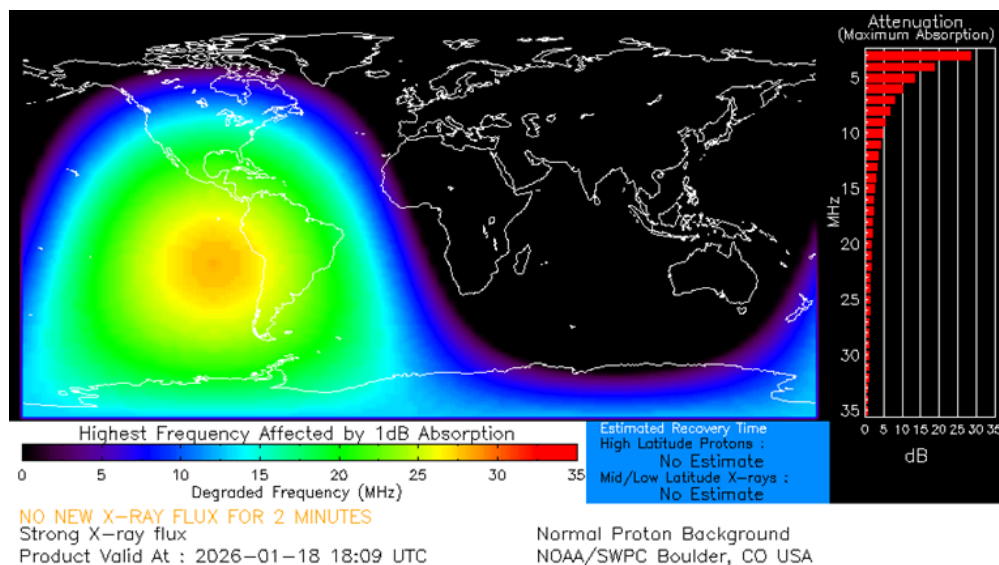 Attenuation
(Maximum Absorption)
5
10
15
20
25
30
35
MHz
0 5 10 15 20 25 30 35
dB
Highest Frequency Affected by 1dB Absorption
0 5 10 15 20 25 30 35
Degraded Frequency (MHz)
Estimated Recovery Time
High Latitude Protons :
No Estimate
Mid/Low Latitude X-rays :
No Estimate
NO NEW X-RAY FLUX FOR 2 MINUTES
Strong X-ray flux
Product Valid At : 2026-01-18 18:09 UTC
Normal Proton Background
NOAA/SWPC Boulder, CO USA